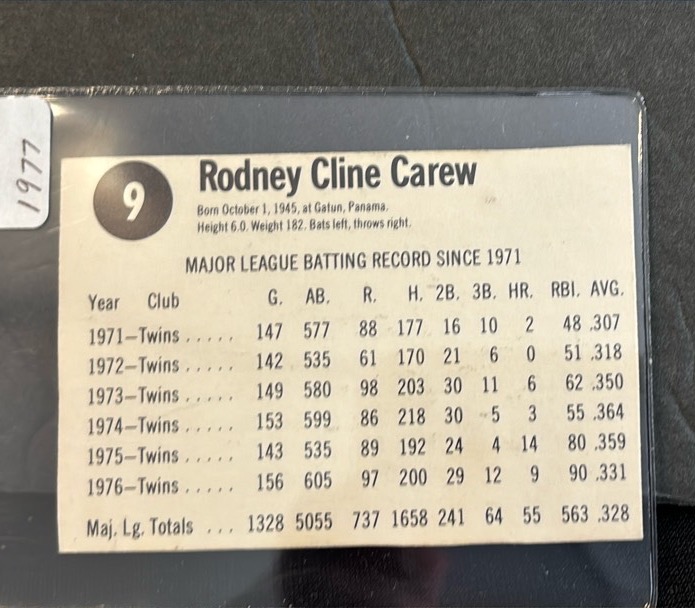 1977
9
Rodney Cline Carew
Born October 1, 1945, at Gatun, Panama.
Height 6.0. Weight 182. Bats left, throws right.
MAJOR LEAGUE BATTING RECORD SINCE 1971
Year Club G. AB. R. H. 2B. 3B. HR. RBI. AVG.
1971—Twins ..... 147 577 88 177 16 10 2 48 .307
1972—Twins ..... 142 535 61 170 21 6 0 51 .318
1973—Twins ..... 149 580 98 203 30 11 6 62 .350
1974—Twins ..... 153 599 86 218 30 5 3 55 .364
1975—Twins ..... 143 535 89 192 24 4 14 80 .359
1976—Twins ..... 156 605 97 200 29 12 9 90 .331
Maj. Lg. Totals ... 1328 5055 737 1658 241 64 55 563 .328